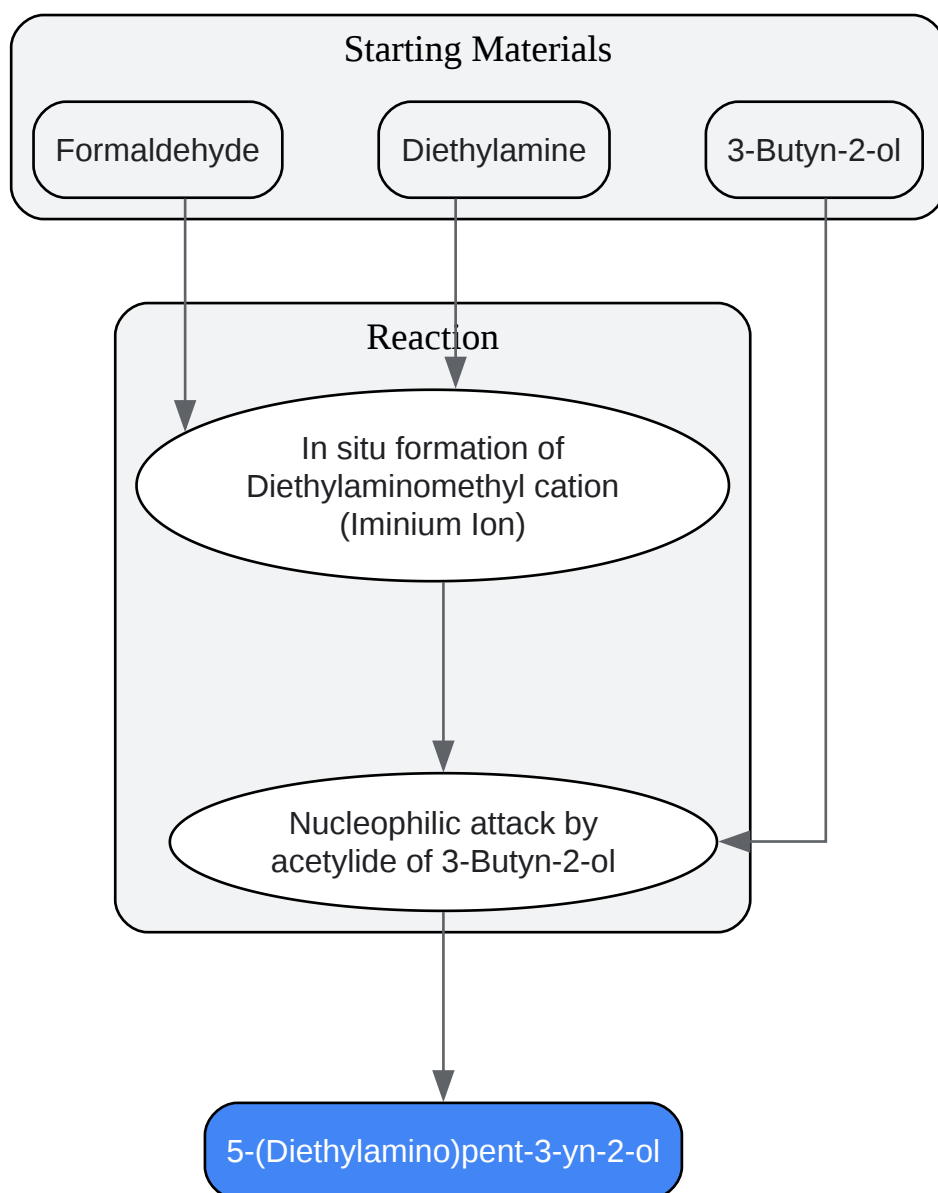 Starting Materials
Formaldehyde
Diethylamine
3-Butyn-2-ol
Reaction
In situ formation of
Diethylaminomethyl cation
(Iminium Ion)
Nucleophilic attack by
acetylide of 3-Butyn-2-ol
5-(Diethylamino)pent-3-yn-2-ol